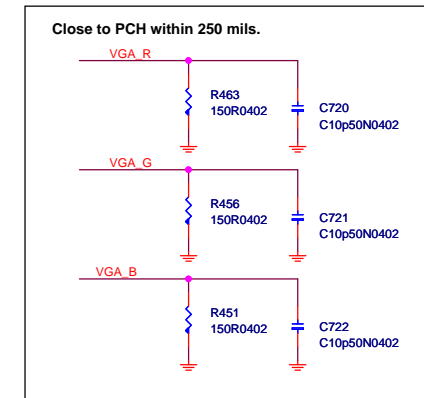 Close to PCH within 250 mils.
VGA_R
R463
150R0402
C720
C10p50N0402
VGA_G
R456
150R0402
C721
C10p50N0402
VGA_B
R451
150R0402
C722
C10p50N0402